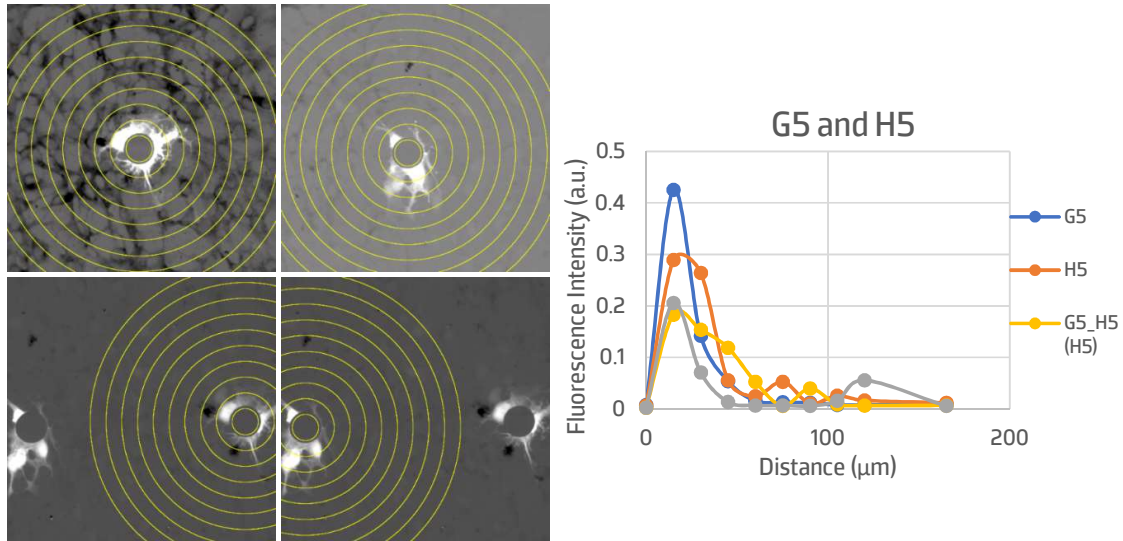 G5 and H5
Fluorescence Intensity (a.u.)
0.5
0.4
0.3
0.2
0.1
0
0
100
200
Distance (µm)
G5
H5
G5_H5
(H5)